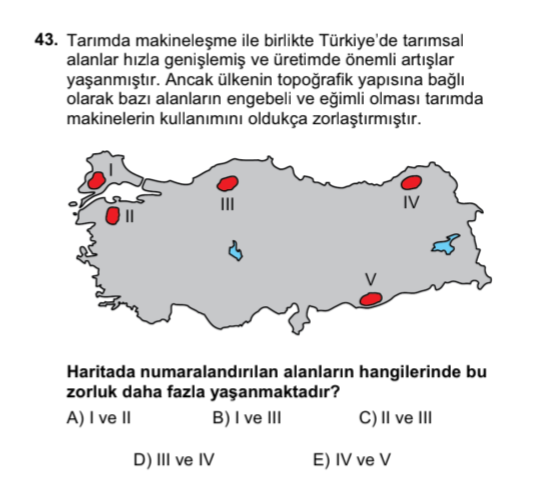 43. Tarımda makineleşme ile birlikte Türkiye'de tarımsal
alanlar hızla genişlemiş ve üretimde önemli artışlar
yaşanmıştır. Ancak ülkenin topoğrafik yapısına bağlı
olarak bazı alanların engebeli ve eğimli olması tarımda
makinelerin kullanımını oldukça zorlaştırmıştır.
I
II
III
IV
V
Haritada numaralandırılan alanların hangilerinde bu
zorluk daha fazla yaşanmaktadır?
A) I ve II B) I ve III C) II ve III
D) III ve IV E) IV ve V